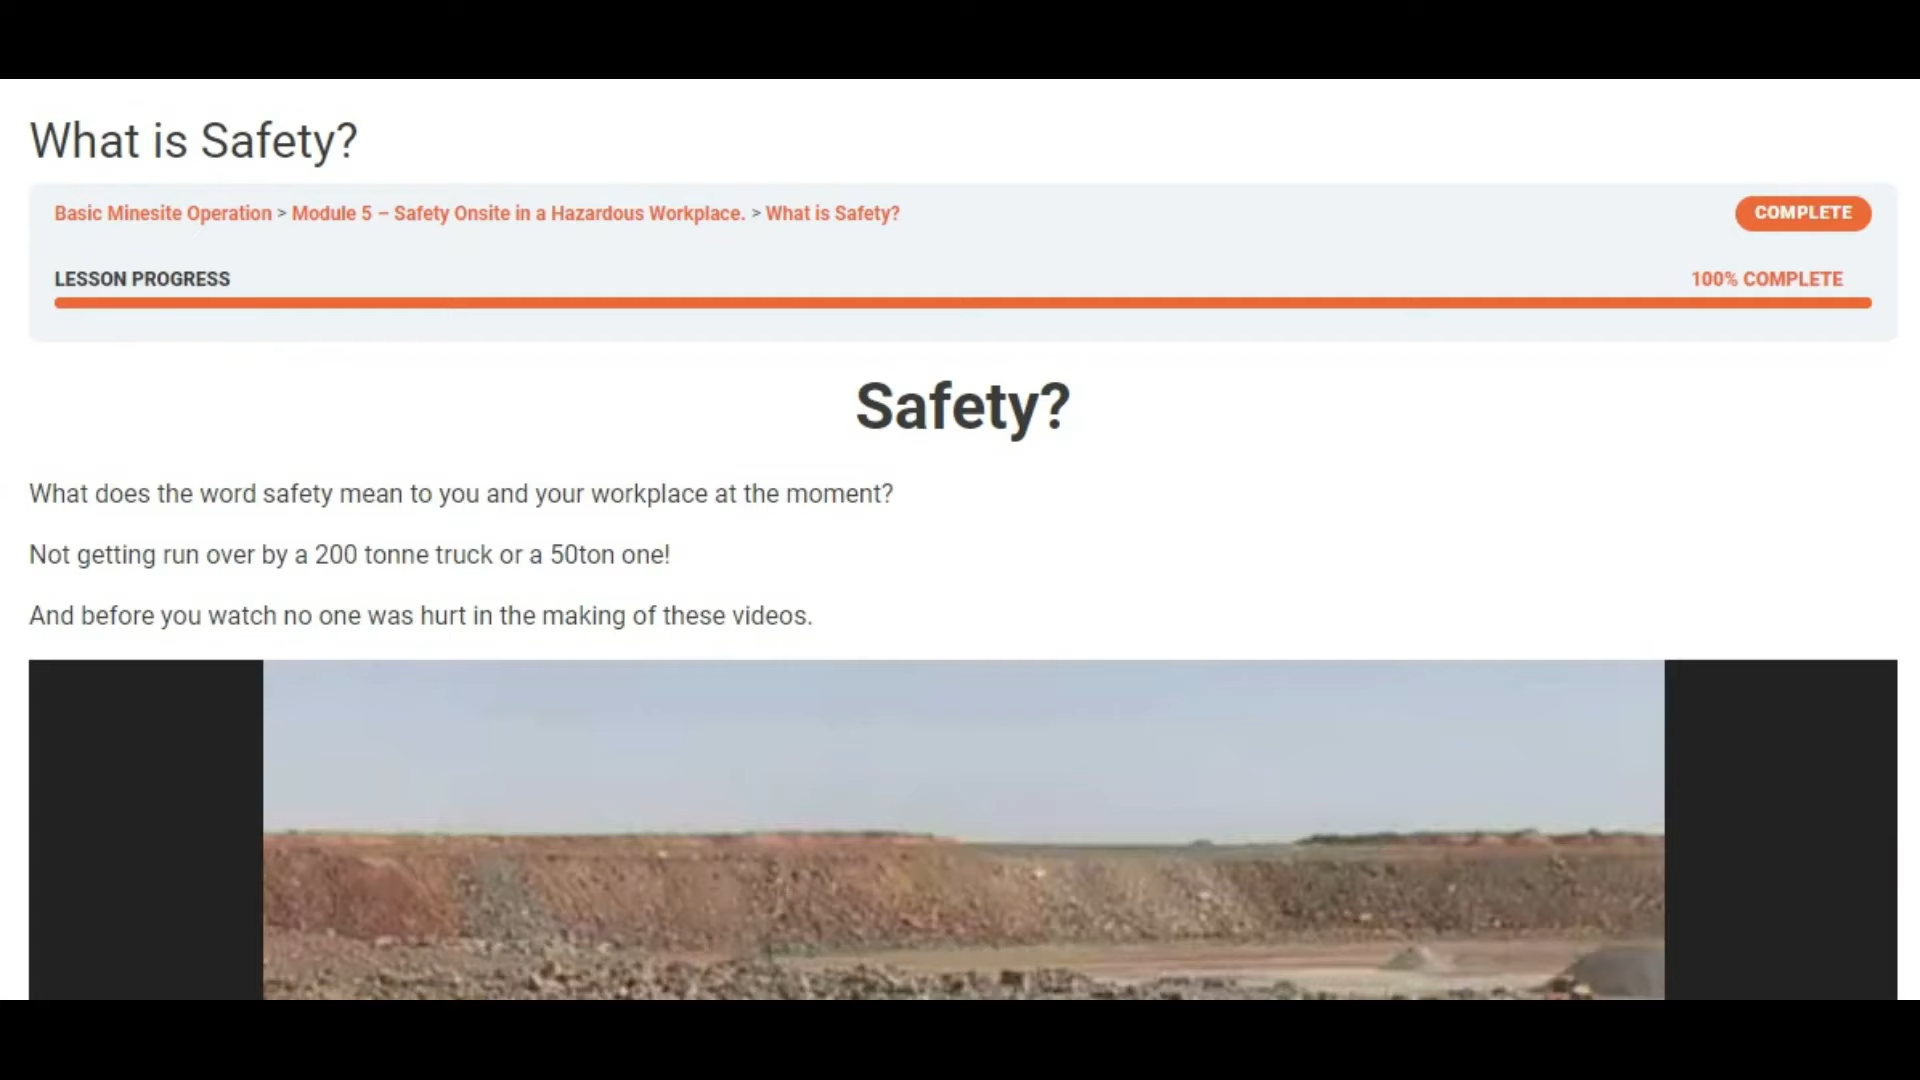 What is Safety?
Basic Minesite Operation > Module 5 – Safety Onsite in a Hazardous Workplace. > What is Safety?
COMPLETE
LESSON PROGRESS
100% COMPLETE
Safety?
What does the word safety mean to you and your workplace at the moment?
Not getting run over by a 200 tonne truck or a 50ton one!
And before you watch no one was hurt in the making of these videos.